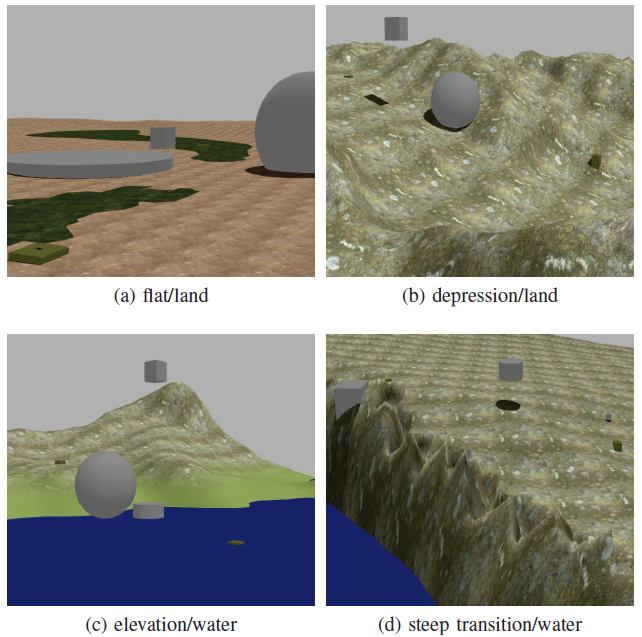 (a) flat/land
(b) depression/land
(c) elevation/water
(d) steep transition/water